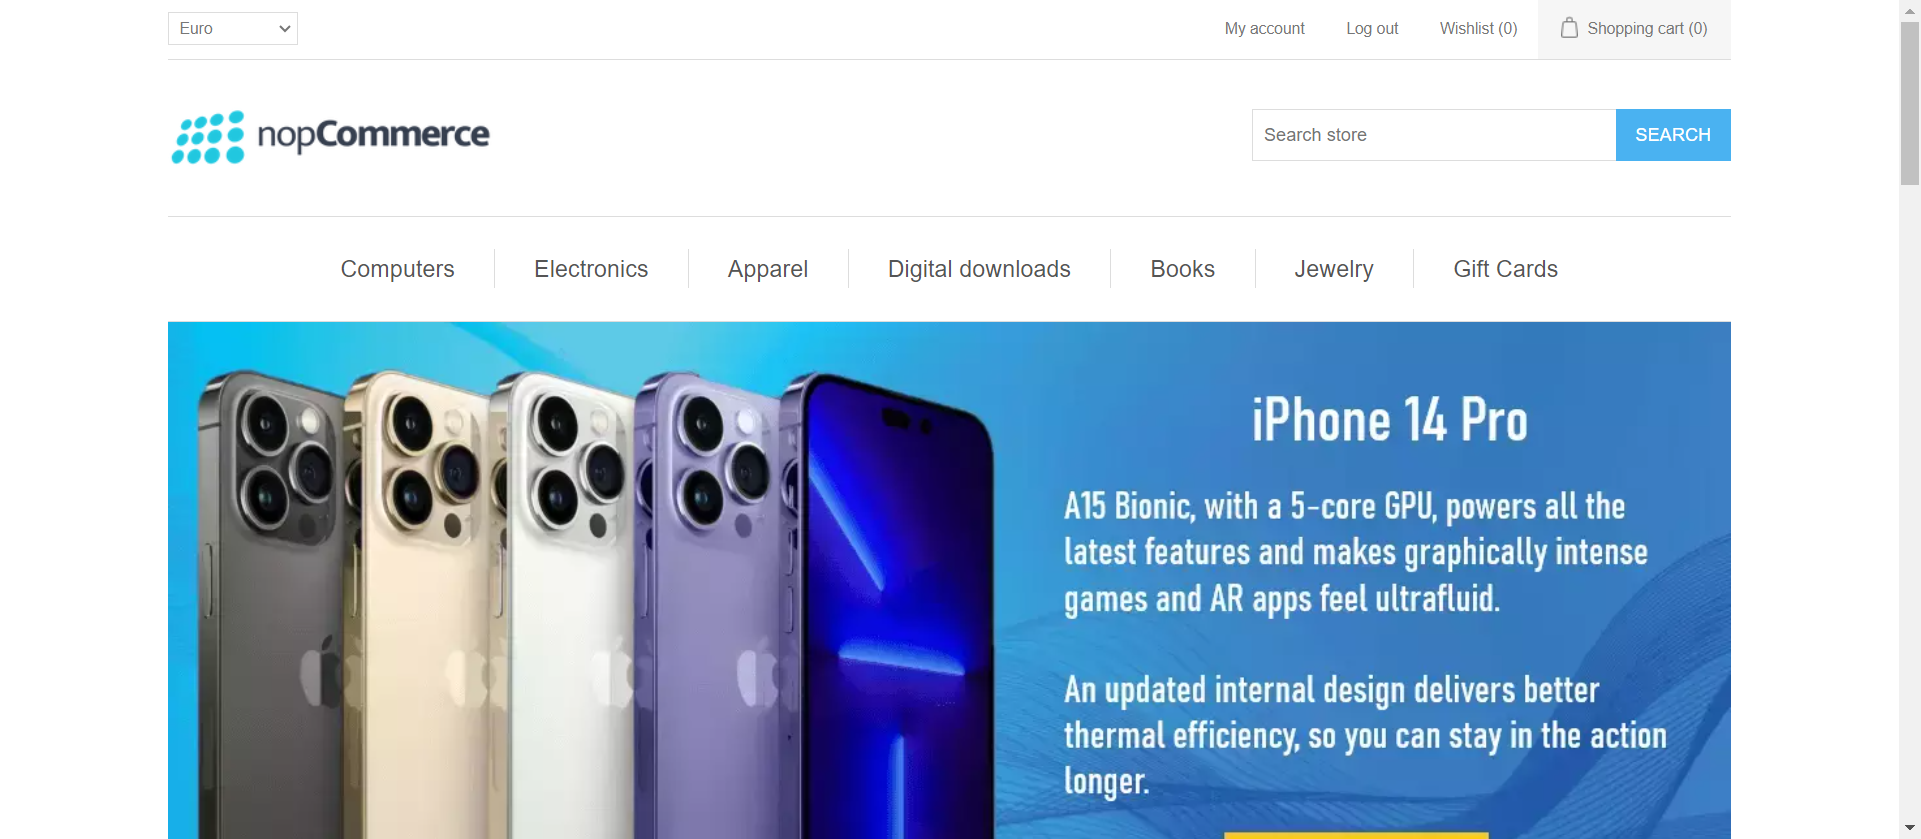 Euro
My account
Log out
Wishlist (0)
Shopping cart (0)
nopCommerce
Search store
SEARCH
Computers
Electronics
Apparel
Digital downloads
Books
Jewelry
Gift Cards
iPhone 14 Pro
A15 Bionic, with a 5-core GPU, powers all the
latest features and makes graphically intense
games and AR apps feel ultrafluid.
An updated internal design delivers better
thermal efficiency, so you can stay in the action
longer.